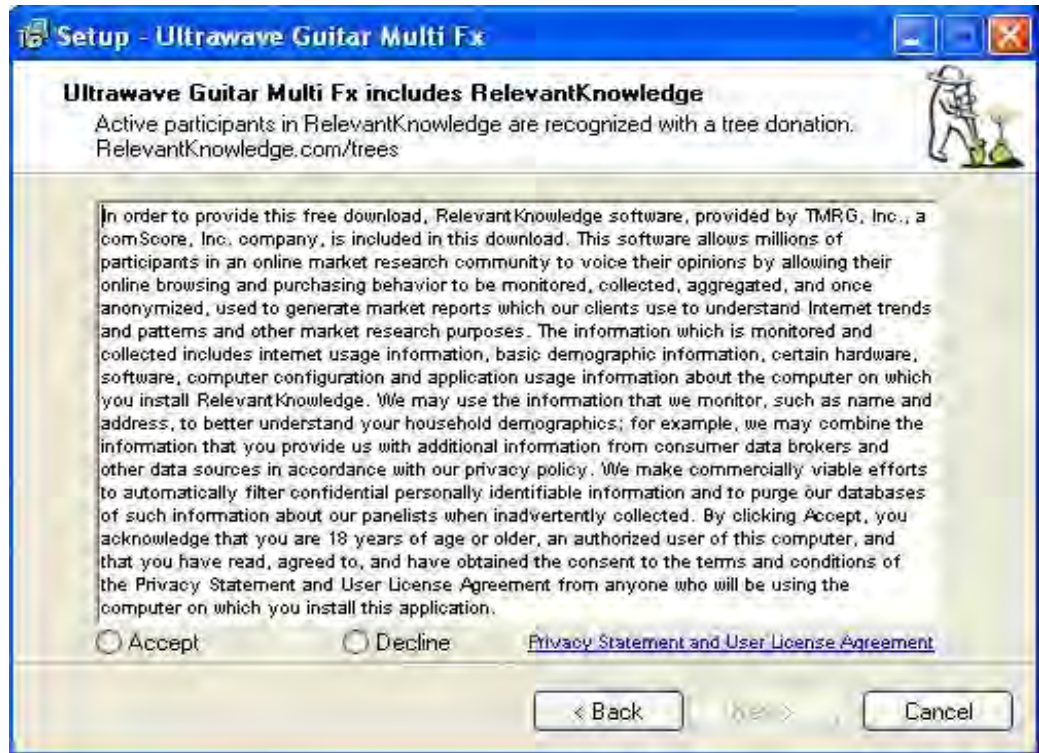 Setup - Ultrawave Guitar Multi Fx
Ultrawave Guitar Multi Fx includes RelevantKnowledge
Active participants in RelevantKnowledge are recognized with a tree donation.
RelevantKnowledge.com/trees
In order to provide this free download, RelevantKnowledge software, provided by TMRG, Inc., a
comScore, Inc. company, is included in this download. This software allows millions of
participants in an online market research community to voice their opinions by allowing their
online browsing and purchasing behavior to be monitored, collected, aggregated, and once
anonymized, used to generate market reports which our clients use to understand Internet trends
and patterns and other market research purposes. The information which is monitored and
collected includes internet usage information, basic demographic information, certain hardware,
software, computer configuration and application usage information about the computer on which
you install RelevantKnowledge. We may use the information that we monitor, such as name and
address, to better understand your household demographics; for example, we may combine the
information that you provide us with additional information from consumer data brokers and
other data sources in accordance with our privacy policy. We make commercially viable efforts
to automatically filter confidential personally identifiable information and to purge our databases
of such information about our panelists when inadvertently collected. By clicking Accept, you
acknowledge that you are 18 years of age or older, an authorized user of this computer, and
that you have read, agreed to, and have obtained the consent to the terms and conditions of
the Privacy Statement and User License Agreement from anyone who will be using the
computer on which you install this application.
Accept Decline Privacy Statement and User License Agreement
< Back Next > Cancel